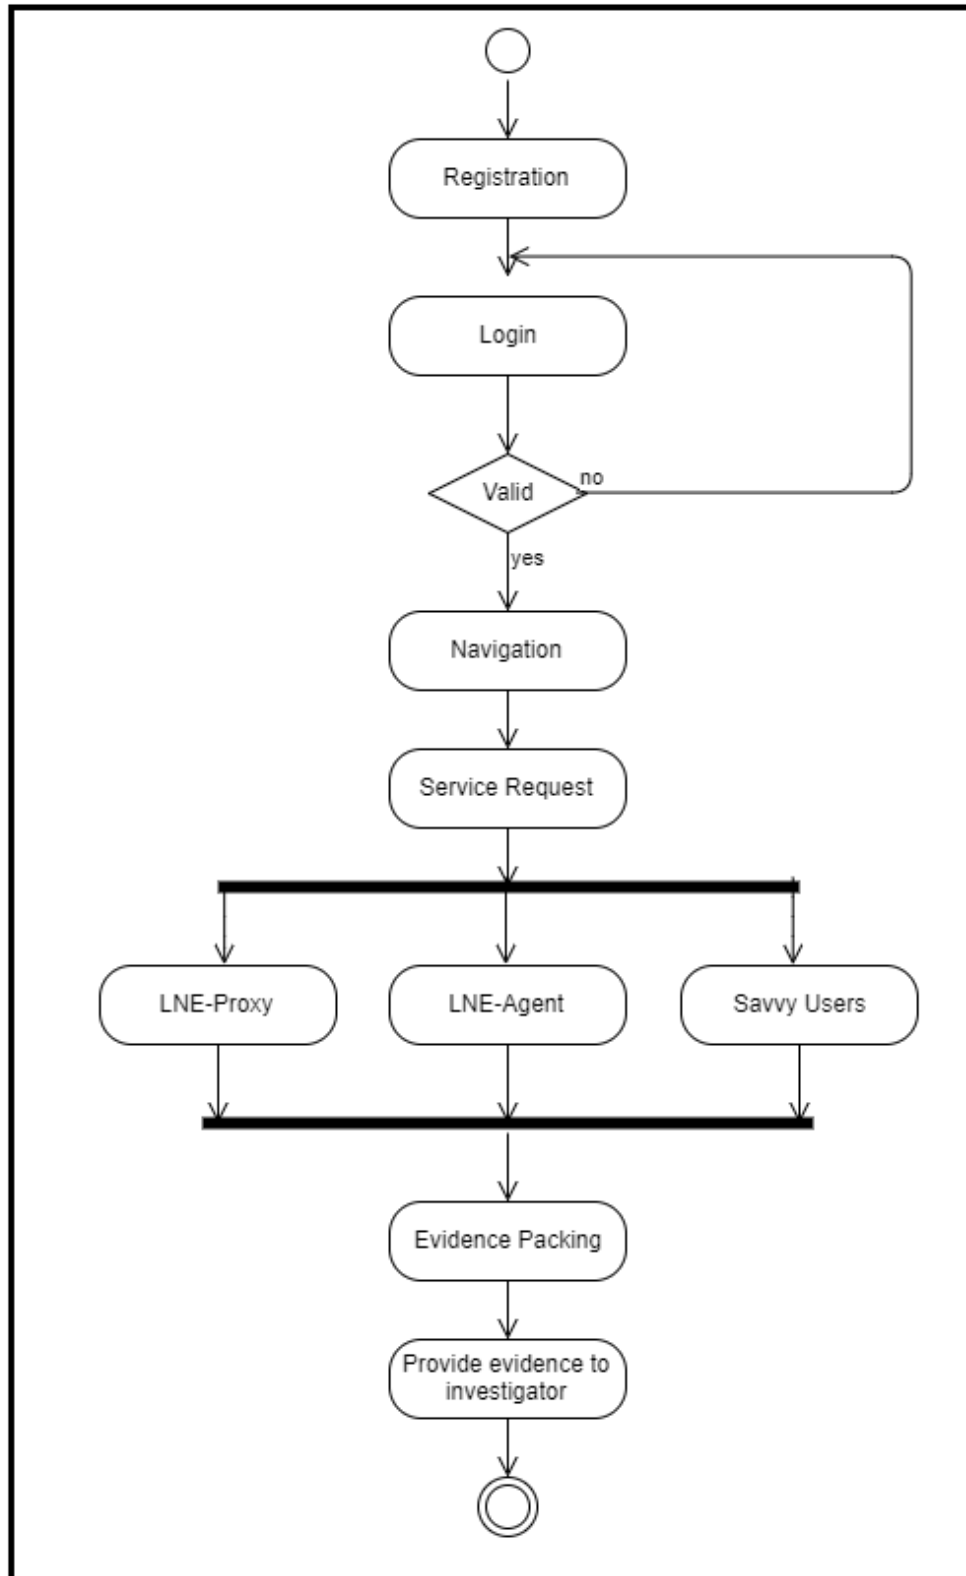 Registration
Login
Valid
no
yes
Navigation
Service Request
LNE-Proxy
LNE-Agent
Savvy Users
Evidence Packing
Provide evidence to
investigator